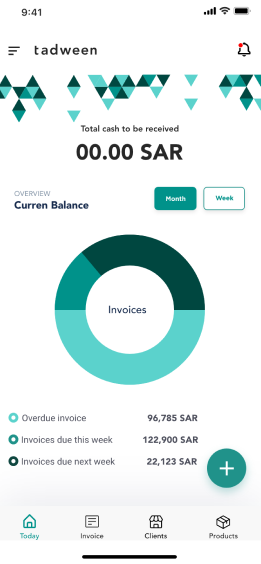 9:41
tadween
Total cash to be received
00.00 SAR
OVERVIEW
Curren Balance
Month
Week
Invoices
Overdue invoice 96,785 SAR
Invoices due this week 122,900 SAR
Invoices due next week 22,123 SAR
Today
Invoice
Clients
Products